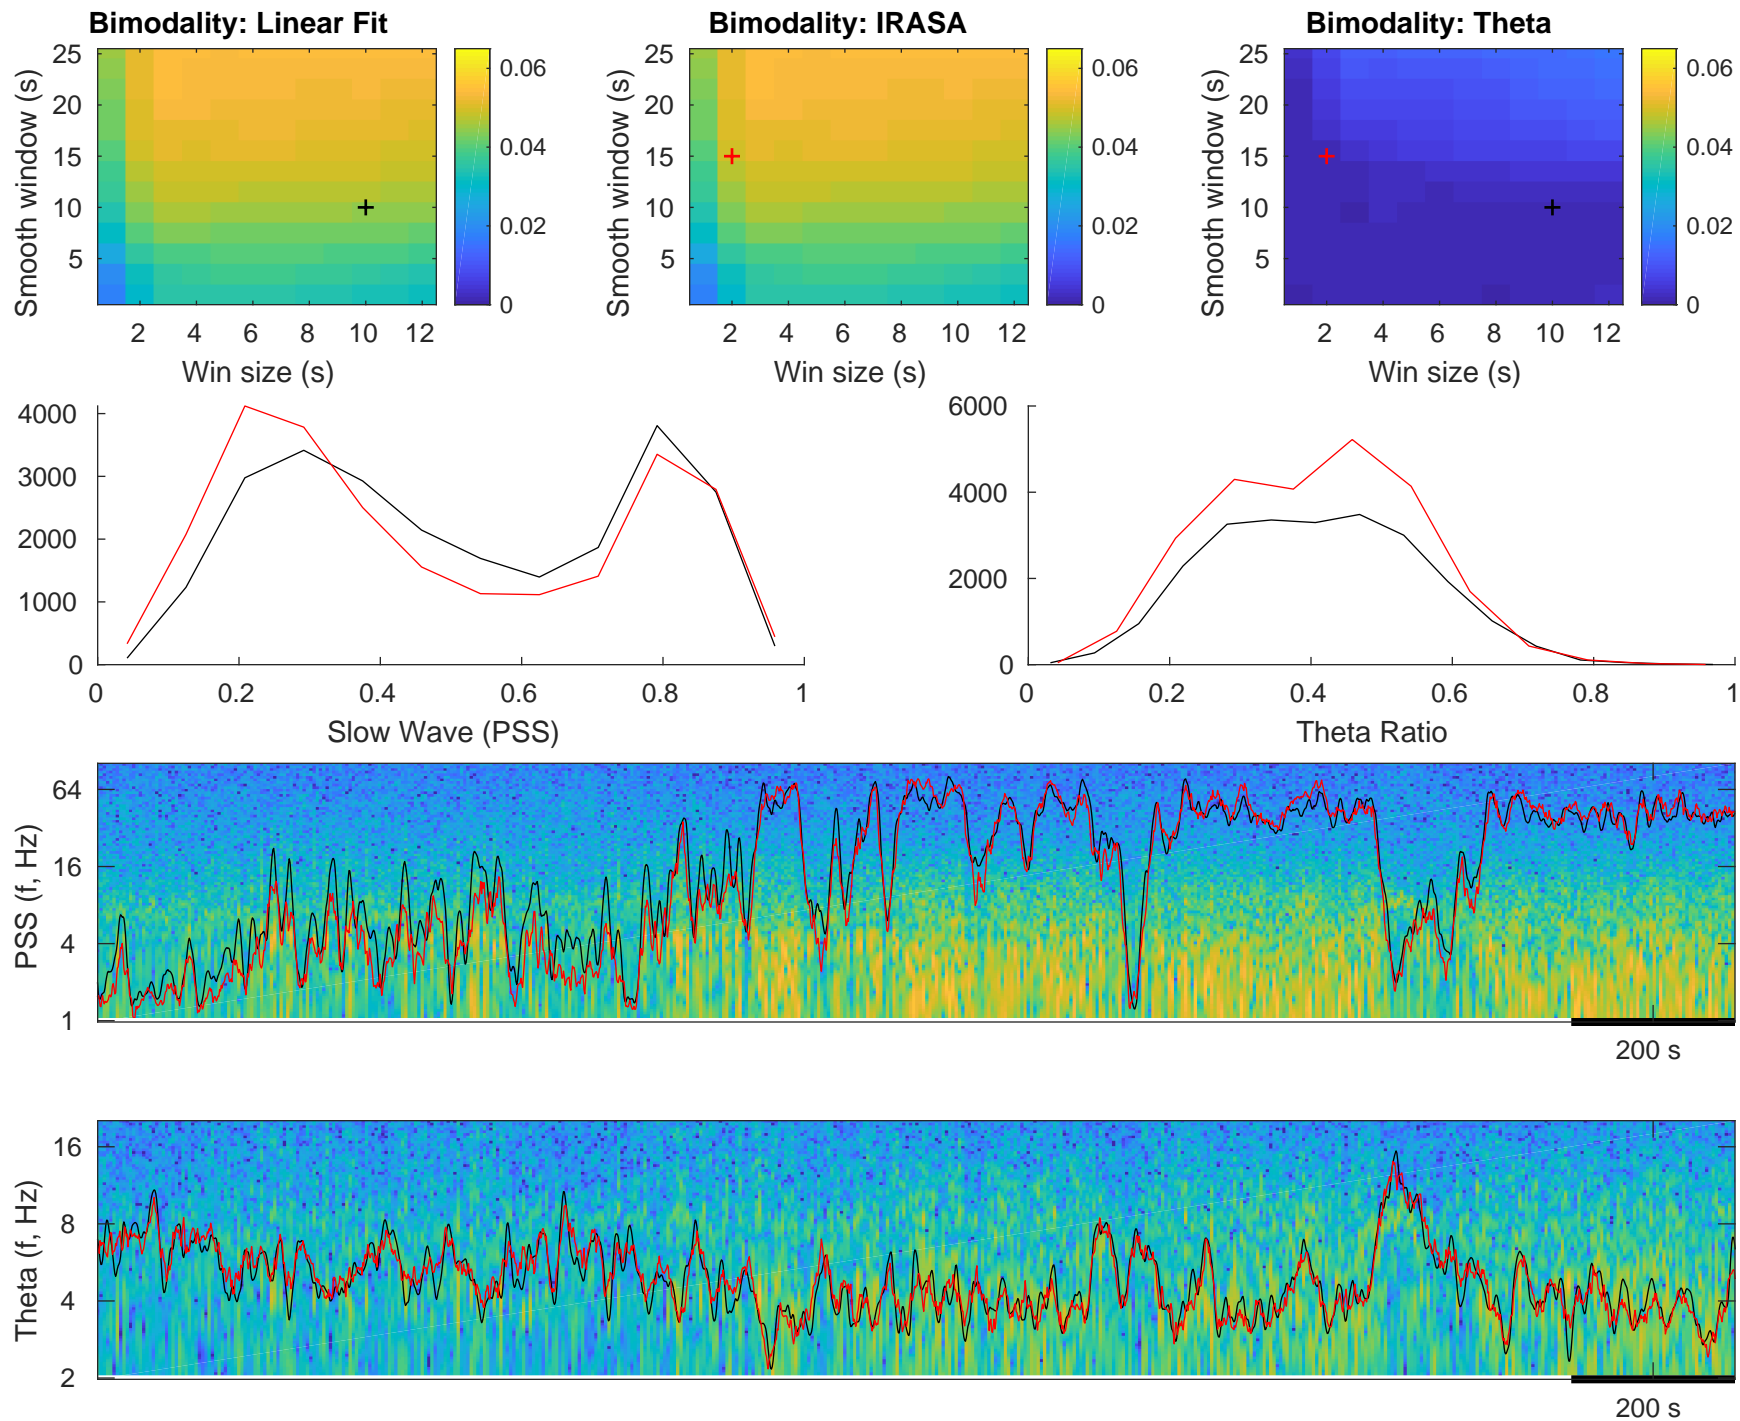 Bimodality: Linear Fit
Bimodality: IRASA
Bimodality: Theta
Smooth window (s)
25
20
15
10
5
2 4 6 8 10 12
Win size (s)
0.06
0.04
0.02
0
Smooth window (s)
25
20
15
10
5
2 4 6 8 10 12
Win size (s)
0.06
0.04
0.02
0
Smooth window (s)
25
20
15
10
5
2 4 6 8 10 12
Win size (s)
0.06
0.04
0.02
0
4000
3000
2000
1000
0
0 0.2 0.4 0.6 0.8 1
Slow Wave (PSS)
6000
4000
2000
0
0 0.2 0.4 0.6 0.8 1
Theta Ratio
PSS (f, Hz)
64
16
4
1
200 s
Theta (f, Hz)
16
8
4
2
200 s